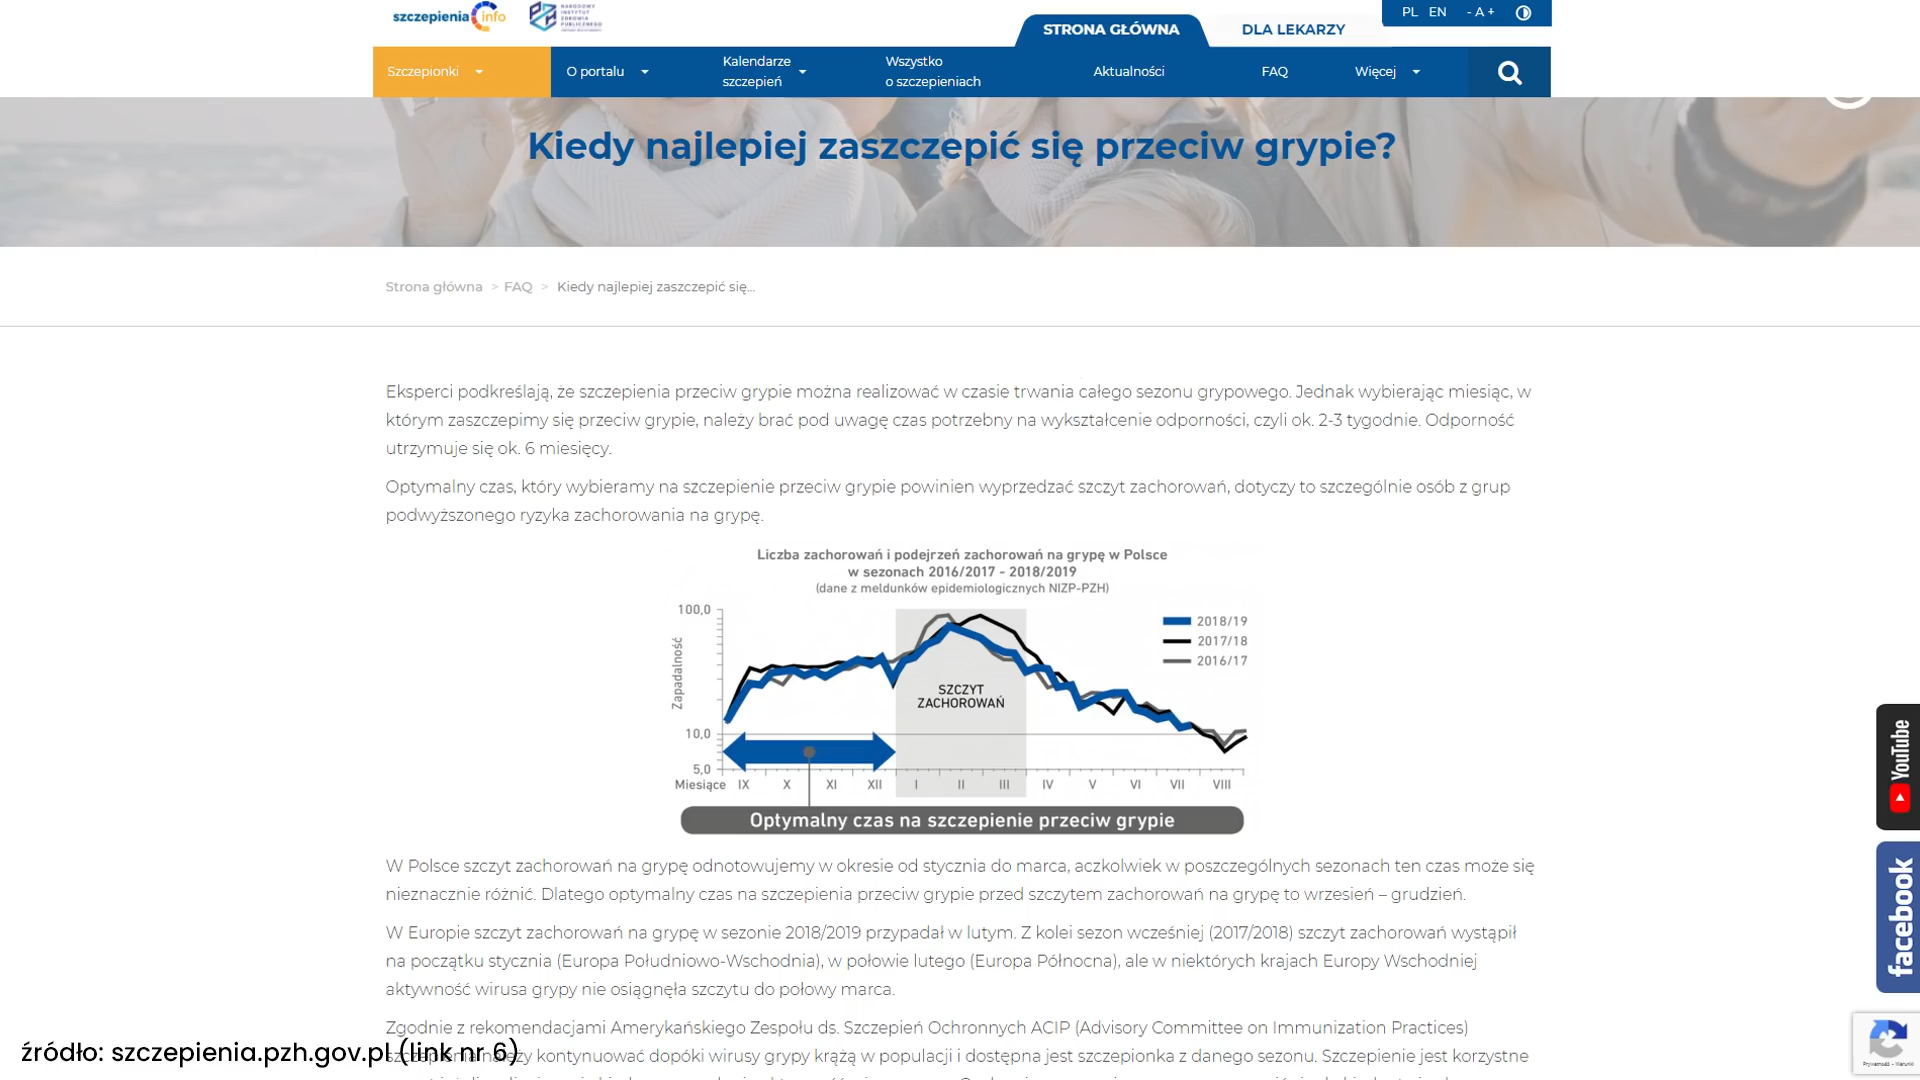 szczepienia info
NARODOWY
INSTYTUT
ZDROWIA
PUBLICZNEGO
PL EN - A +
STRONA GŁÓWNA
DLA LEKARZY
Szczepionki
O portalu
Kalendarze
szczepień
Wszystko
o szczepieniach
Aktualności
FAQ
Więcej
Kiedy najlepiej zaszczepić się przeciw grypie?
Strona główna > FAQ > Kiedy najlepiej zaszczepić się...
Eksperci podkreślają, że szczepienia przeciw grypie można realizować w czasie trwania całego sezonu grypowego. Jednak wybierając miesiąc, w
którym zaszczepimy się przeciw grypie, należy brać pod uwagę czas potrzebny na wykształcenie odporności, czyli ok. 2-3 tygodnie. Odporność
utrzymuje się ok. 6 miesięcy.
Optymalny czas, który wybieramy na szczepienie przeciw grypie powinien wyprzedzać szczyt zachorowań, dotyczy to szczególnie osób z grup
podwyższonego ryzyka zachorowania na grypę.
Liczba zachorowań i podejrzeń zachorowań na grypę w Polsce
w sezonach 2016/2017 - 2018/2019
(dane z meldunków epidemiologicznych NIZP-PZH)
100,0
2018/19
2017/18
2016/17
Zapadalność
SZCZYT
ZACHOROWAŃ
10,0
5,0
Miesiące IX X XI XII I II III IV V VI VII VIII
Optymalny czas na szczepienie przeciw grypie
W Polsce szczyt zachorowań na grypę odnotowujemy w okresie od stycznia do marca, aczkolwiek w poszczególnych sezonach ten czas może się
nieznacznie różnić. Dlatego optymalny czas na szczepienia przeciw grypie przed szczytem zachorowań na grypę to wrzesień – grudzień.
W Europie szczyt zachorowań na grypę w sezonie 2018/2019 przypadał w lutym. Z kolei sezon wcześniej (2017/2018) szczyt zachorowań wystąpił
na początku stycznia (Europa Południowo-Wschodnia), w połowie lutego (Europa Północna), ale w niektórych krajach Europy Wschodniej
aktywność wirusa grypy nie osiągnęła szczytu do połowy marca.
Zgodnie z rekomendacjami Amerykańskiego Zespołu ds. Szczepień Ochronnych ACIP (Advisory Committee on Immunization Practices)
szczepienia należy kontynuować dopóki wirusy grypy krążą w populacji i dostępna jest szczepionka z danego sezonu. Szczepienie jest korzystne
źródło: szczepienia.pzh.gov.pl (link nr 6)
YouTube
facebook
Prywatność - Warunki